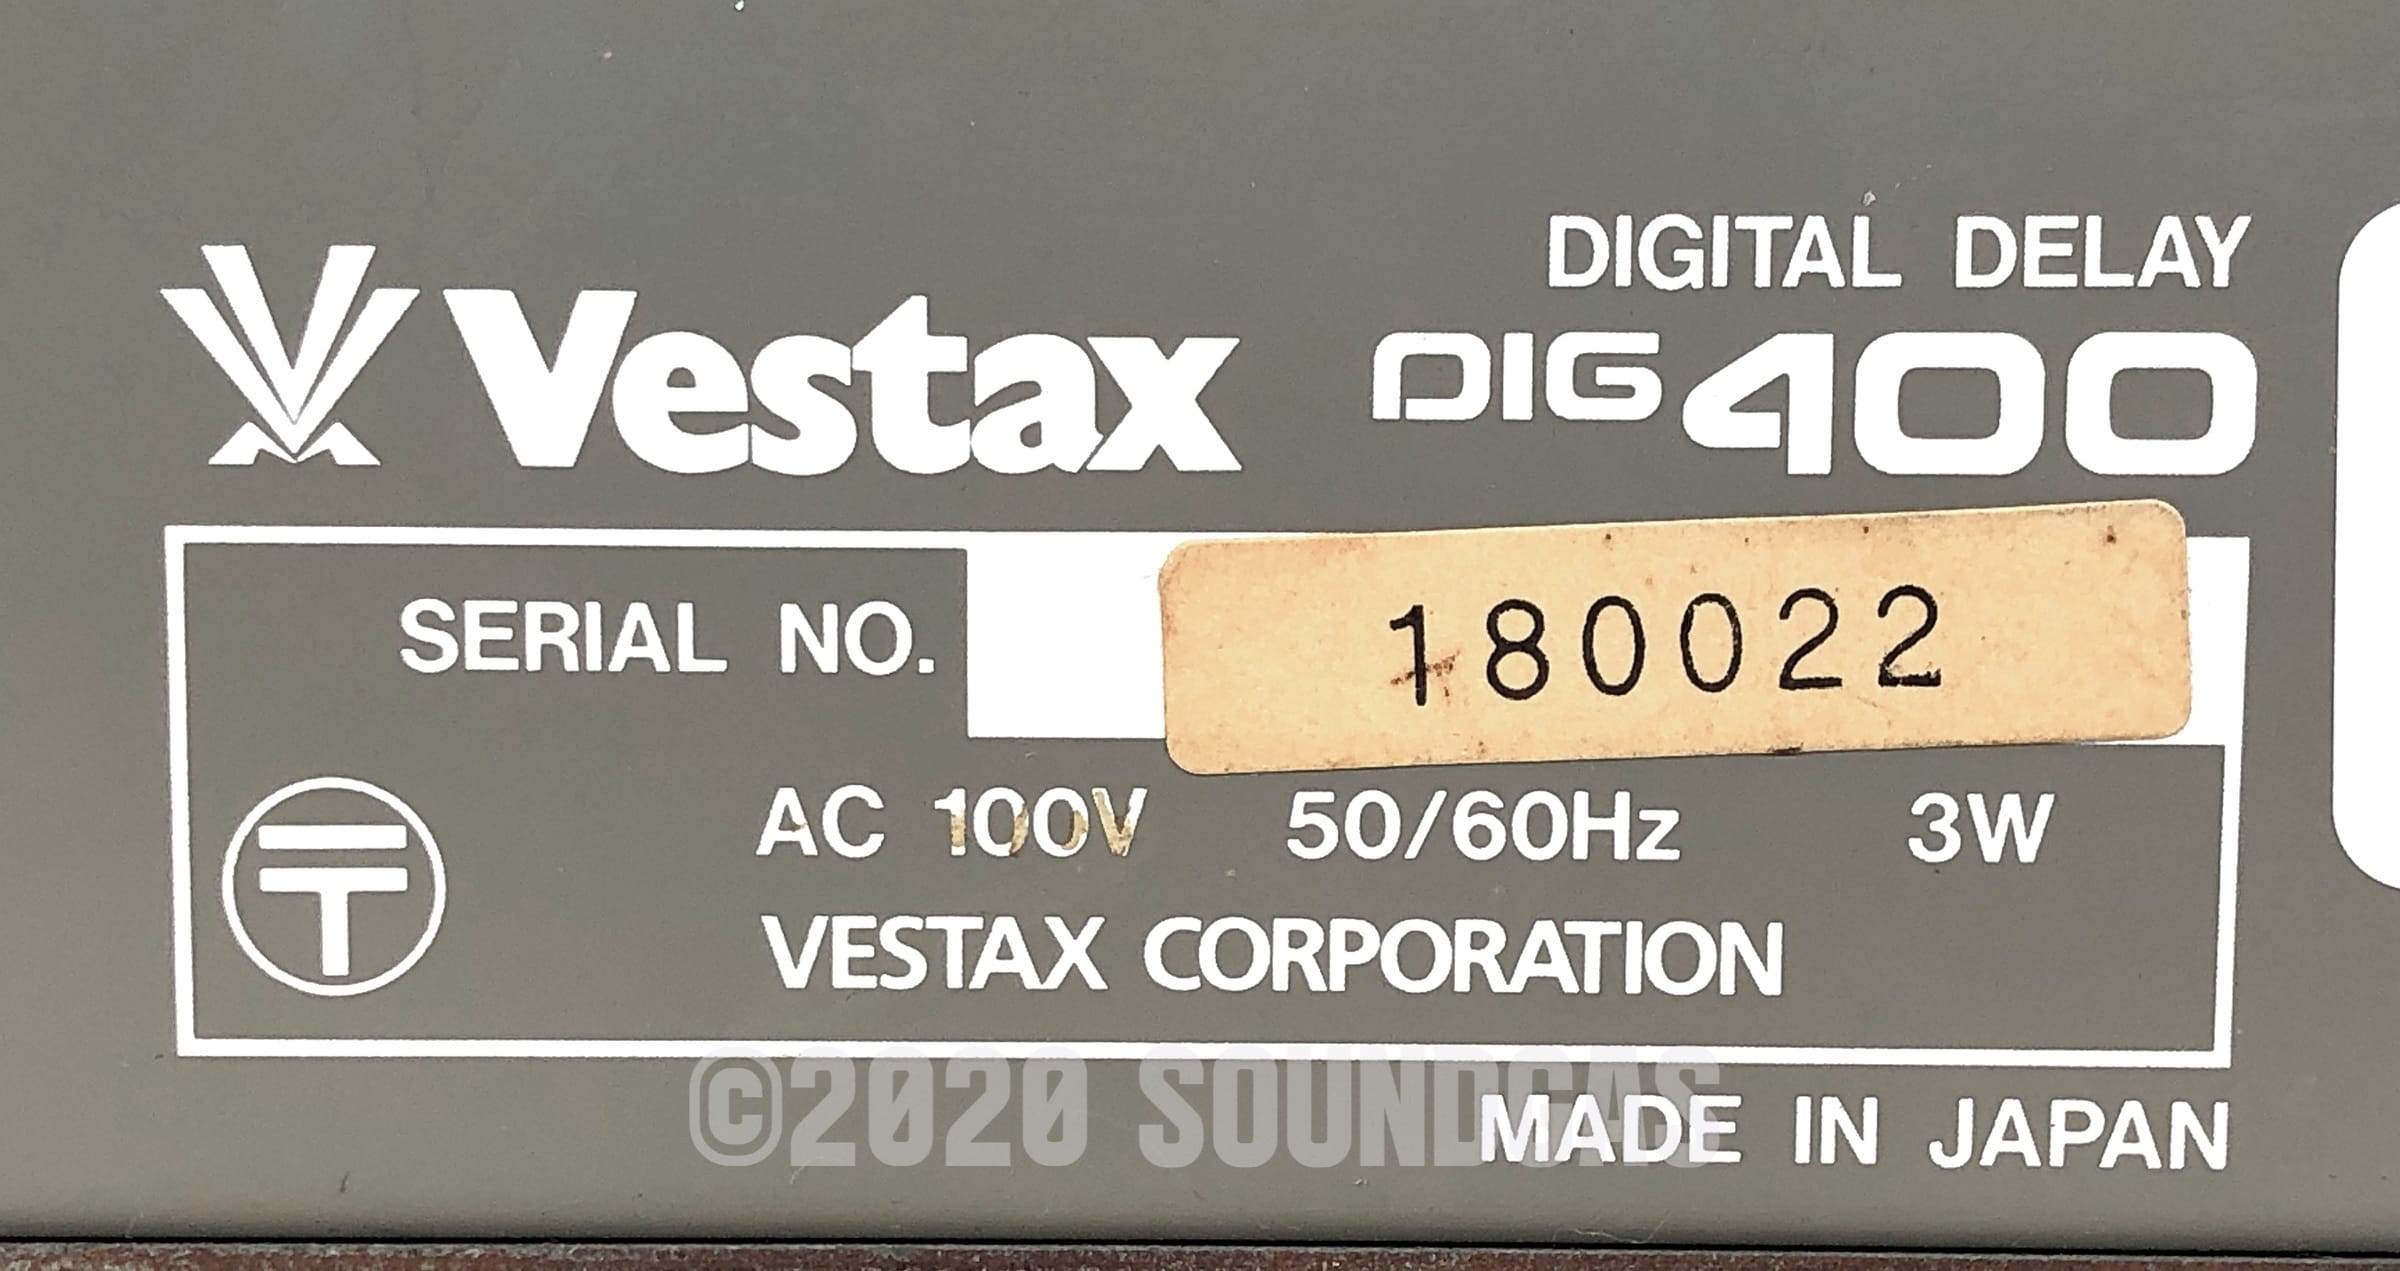 Vestax
DIGITAL DELAY
DIG400
SERIAL NO. 180022
AC 100V 50/60Hz 3W
VESTAX CORPORATION
MADE IN JAPAN
©2020 SOUNDGAS